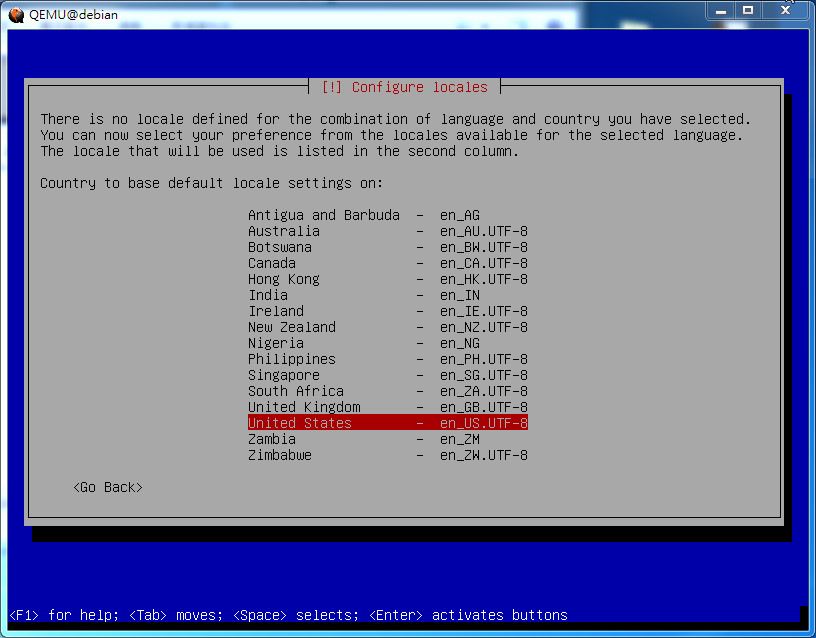 QEMU@debian
[!] Configure locales
There is no locale defined for the combination of language and country you have selected.
You can now select your preference from the locales available for the selected language.
The locale that will be used is listed in the second column.
Country to base default locale settings on:
Antigua and Barbuda - en_AG
Australia - en_AU.UTF-8
Botswana - en_BW.UTF-8
Canada - en_CA.UTF-8
Hong Kong - en_HK.UTF-8
India - en_IN
Ireland - en_IE.UTF-8
New Zealand - en_NZ.UTF-8
Nigeria - en_NG
Philippines - en_PH.UTF-8
Singapore - en_SG.UTF-8
South Africa - en_ZA.UTF-8
United Kingdom - en_GB.UTF-8
United States - en_US.UTF-8
Zambia - en_ZM
Zimbabwe - en_ZW.UTF-8
<Go Back>
<F1> for help; <Tab> moves; <Space> selects; <Enter> activates buttons